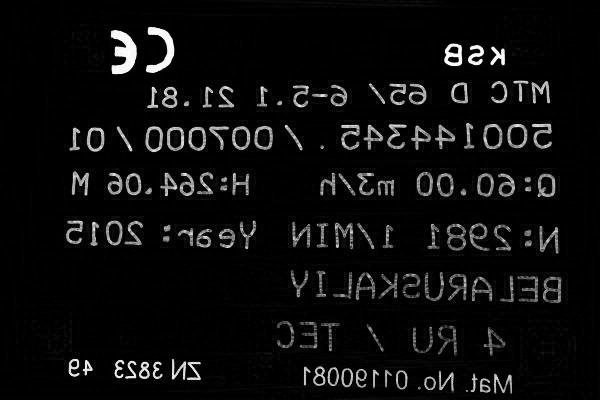 KSB CE
MTC D 65/ 6-5.1 21.81
500144345 . / 007000 / 01
Q:60.00 m3/h H:264.06 M
N:2981 1/MIN Year: 2015
BELARUSKALIY
4 RU / TEC
Mat. No. 01190081 ZN 3823 49